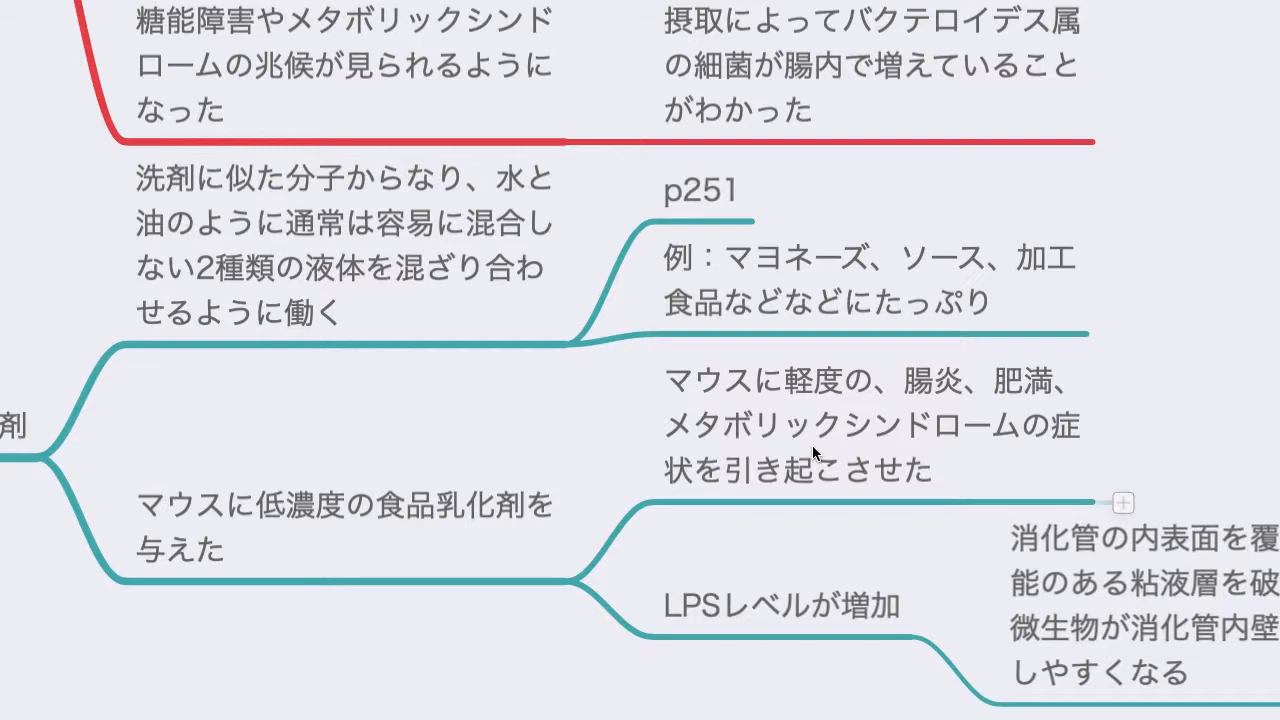 糖能障害やメタボリックシンド
ロームの兆候が見られるように
なった
摂取によってバクテロイデス属
の細菌が腸内で増えていること
がわかった
洗剤に似た分子からなり、水と
油のように通常は容易に混合し
ない2種類の液体を混ざり合わ
せるように働く
p251
例：マヨネーズ、ソース、加工
食品などなどにたっぷり
剤
マウスに低濃度の食品乳化剤を
与えた
マウスに軽度の、腸炎、肥満、
メタボリックシンドロームの症
状を引き起こさせた
LPSレベルが増加
消化管の内表面を覆
能のある粘液層を破
微生物が消化管内壁
しやすくなる